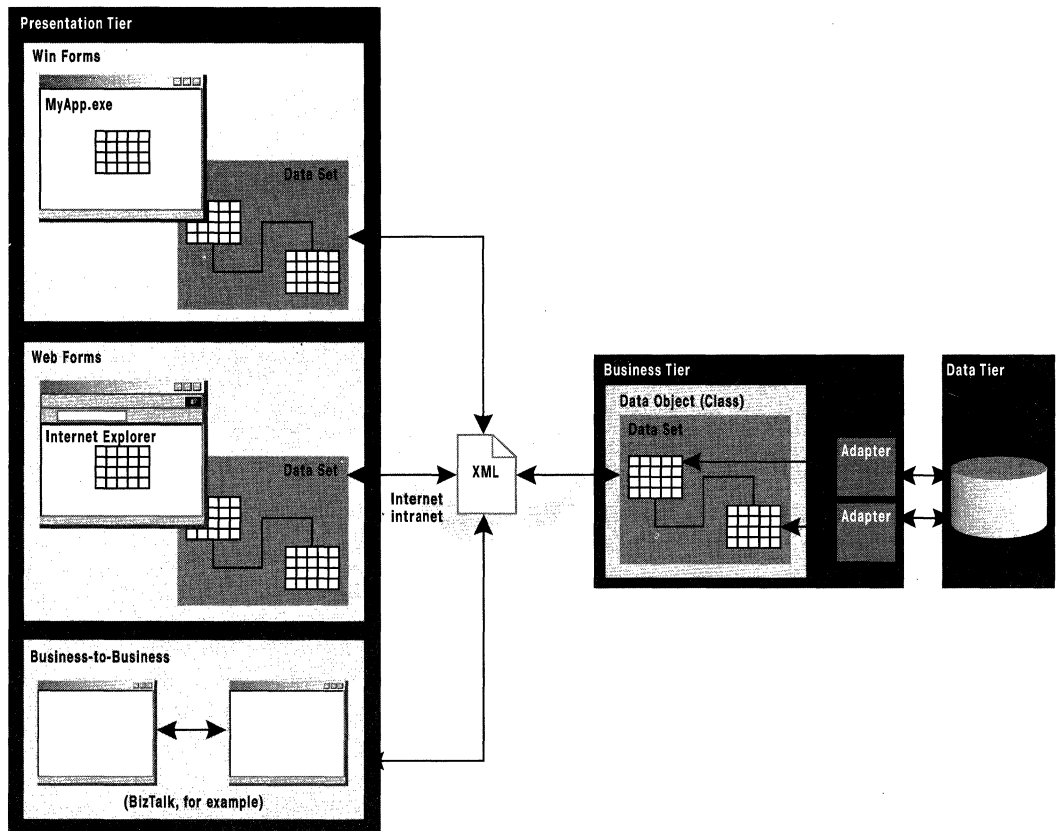 Presentation Tier
Win Forms
MyApp.exe
Data Set
Web Forms
Internet Explorer
Data Set
Business-to-Business
(BizTalk, for example)
XML
Internet
intranet
Business Tier
Data Object (Class)
Data Set
Adapter
Adapter
Data Tier